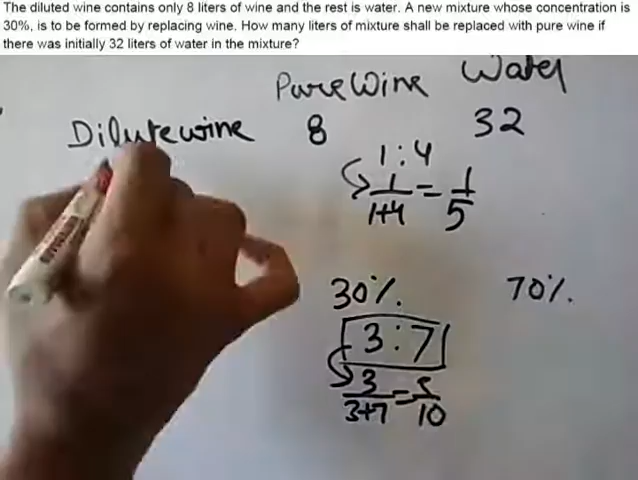 The diluted wine contains only 8 liters of wine and the rest is water. A new mixture whose concentration is
30%, is to be formed by replacing wine. How many liters of mixture shall be replaced with pure wine if
there was initially 32 liters of water in the mixture?
Pure Wine Water
Dilute wine 8 32
1:4
1/1+4 = 1/5
30%. 70%.
3:7
3/3+7 =
10